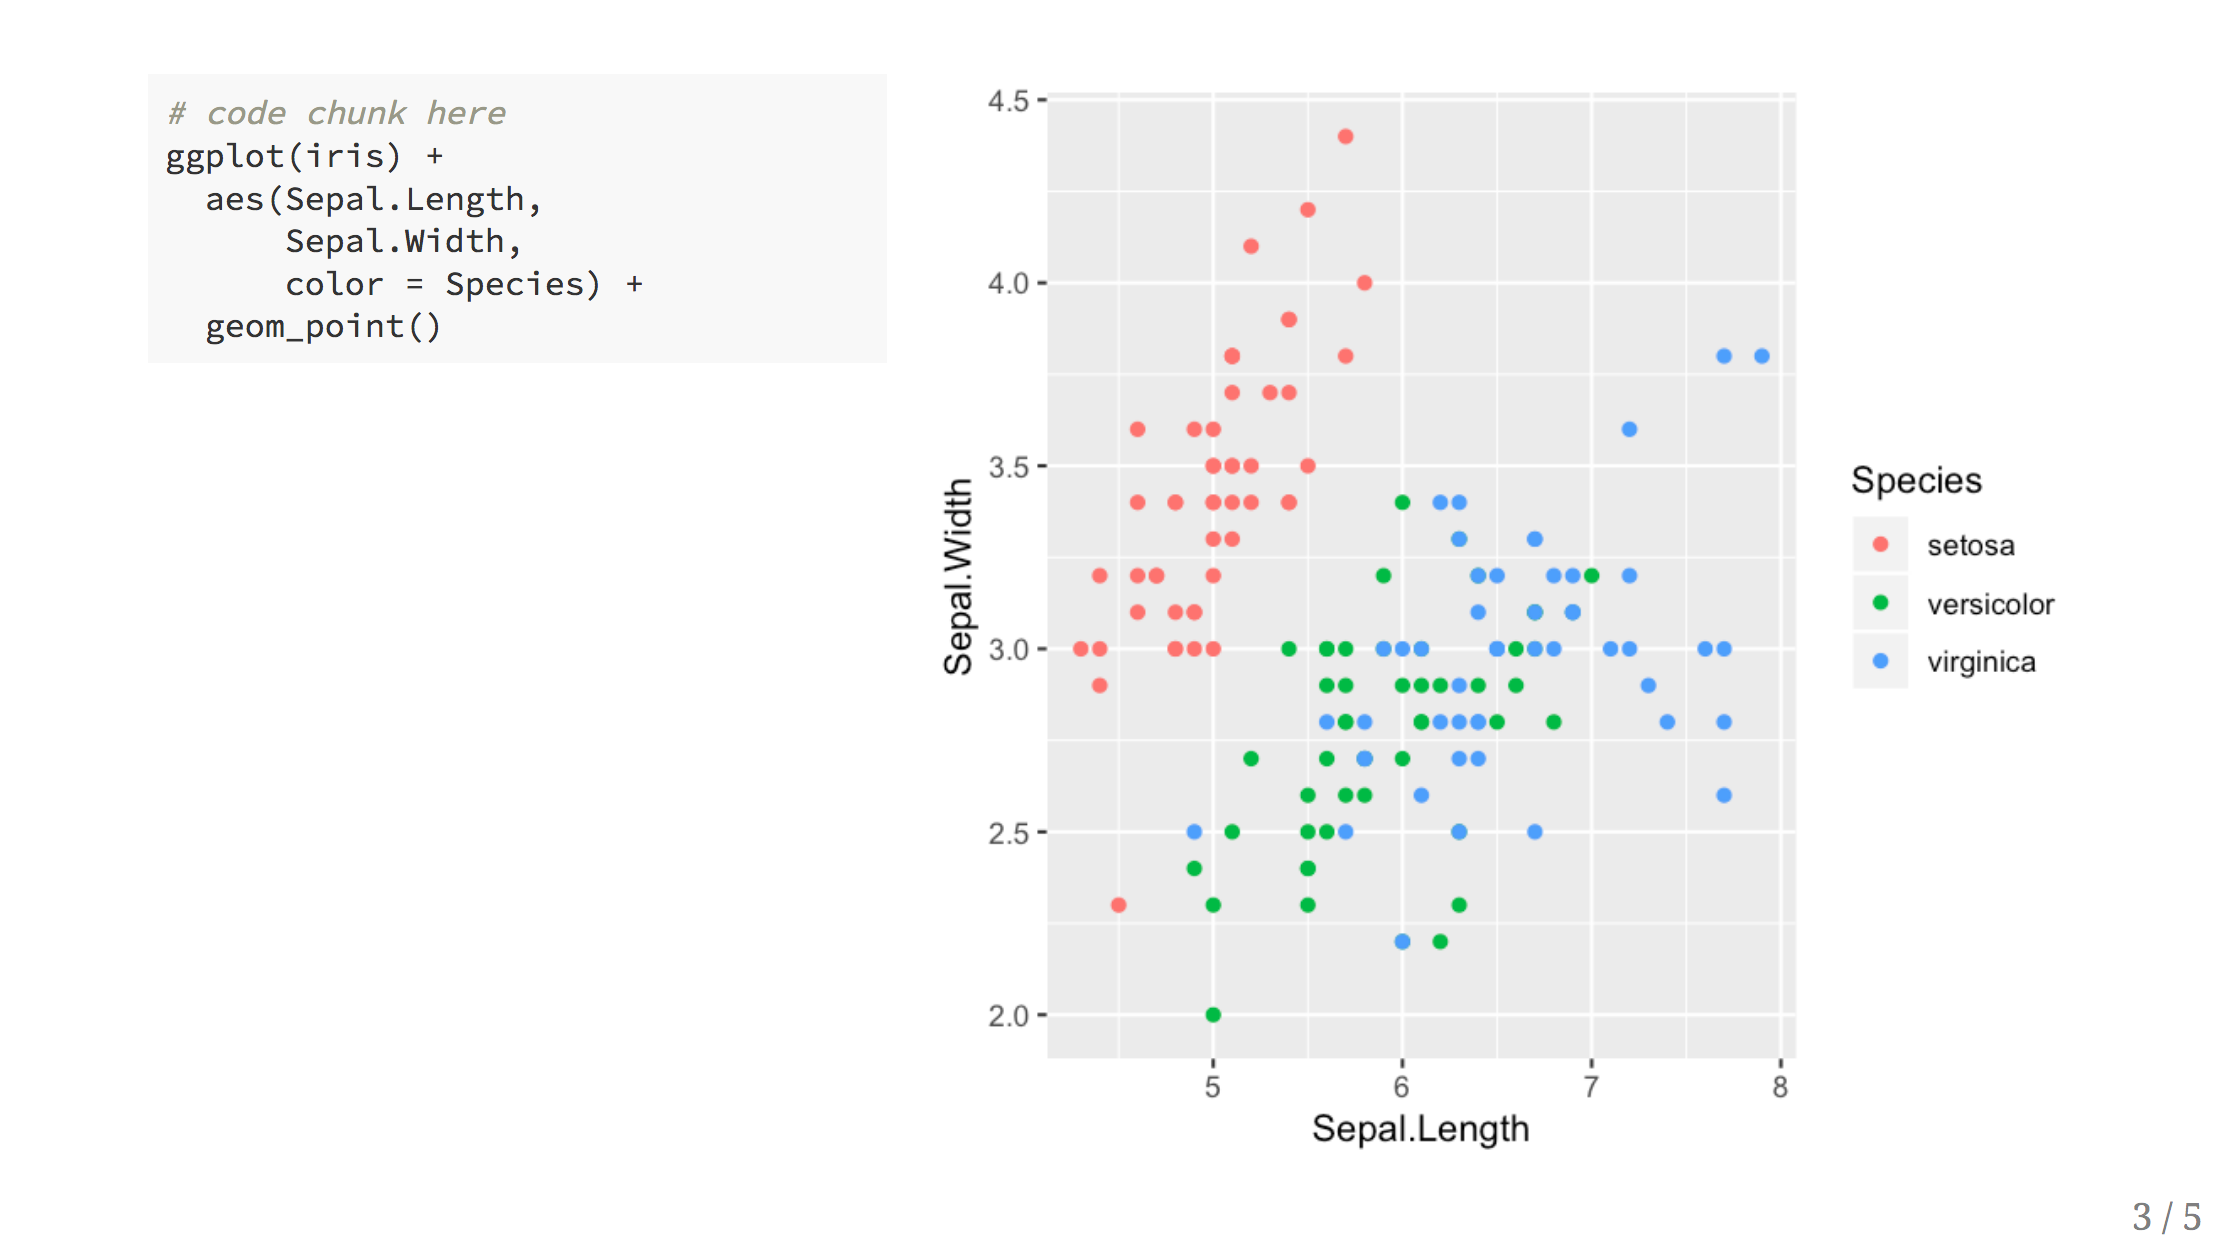 # code chunk here
ggplot(iris) +
  aes(Sepal.Length,
      Sepal.Width,
      color = Species) +
  geom_point()
4.5
4.0
3.5
3.0
2.5
2.0
Sepal.Width
5 6 7 8
Sepal.Length
Species
setosa
versicolor
virginica
3 / 5